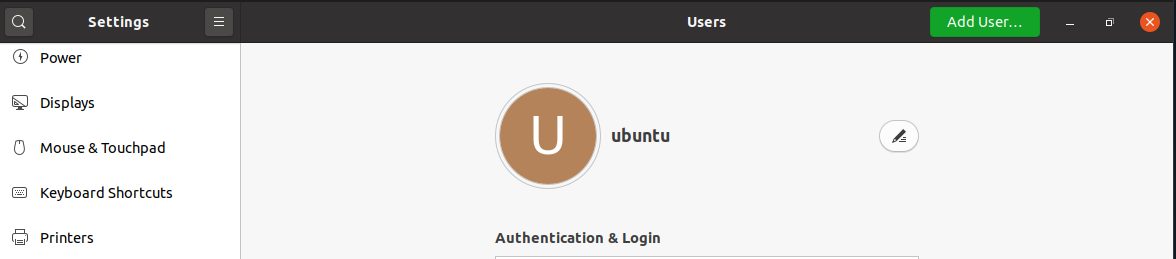 Settings
Users
Add User...
Power
Displays
Mouse & Touchpad
Keyboard Shortcuts
Printers
U
ubuntu
Authentication & Login